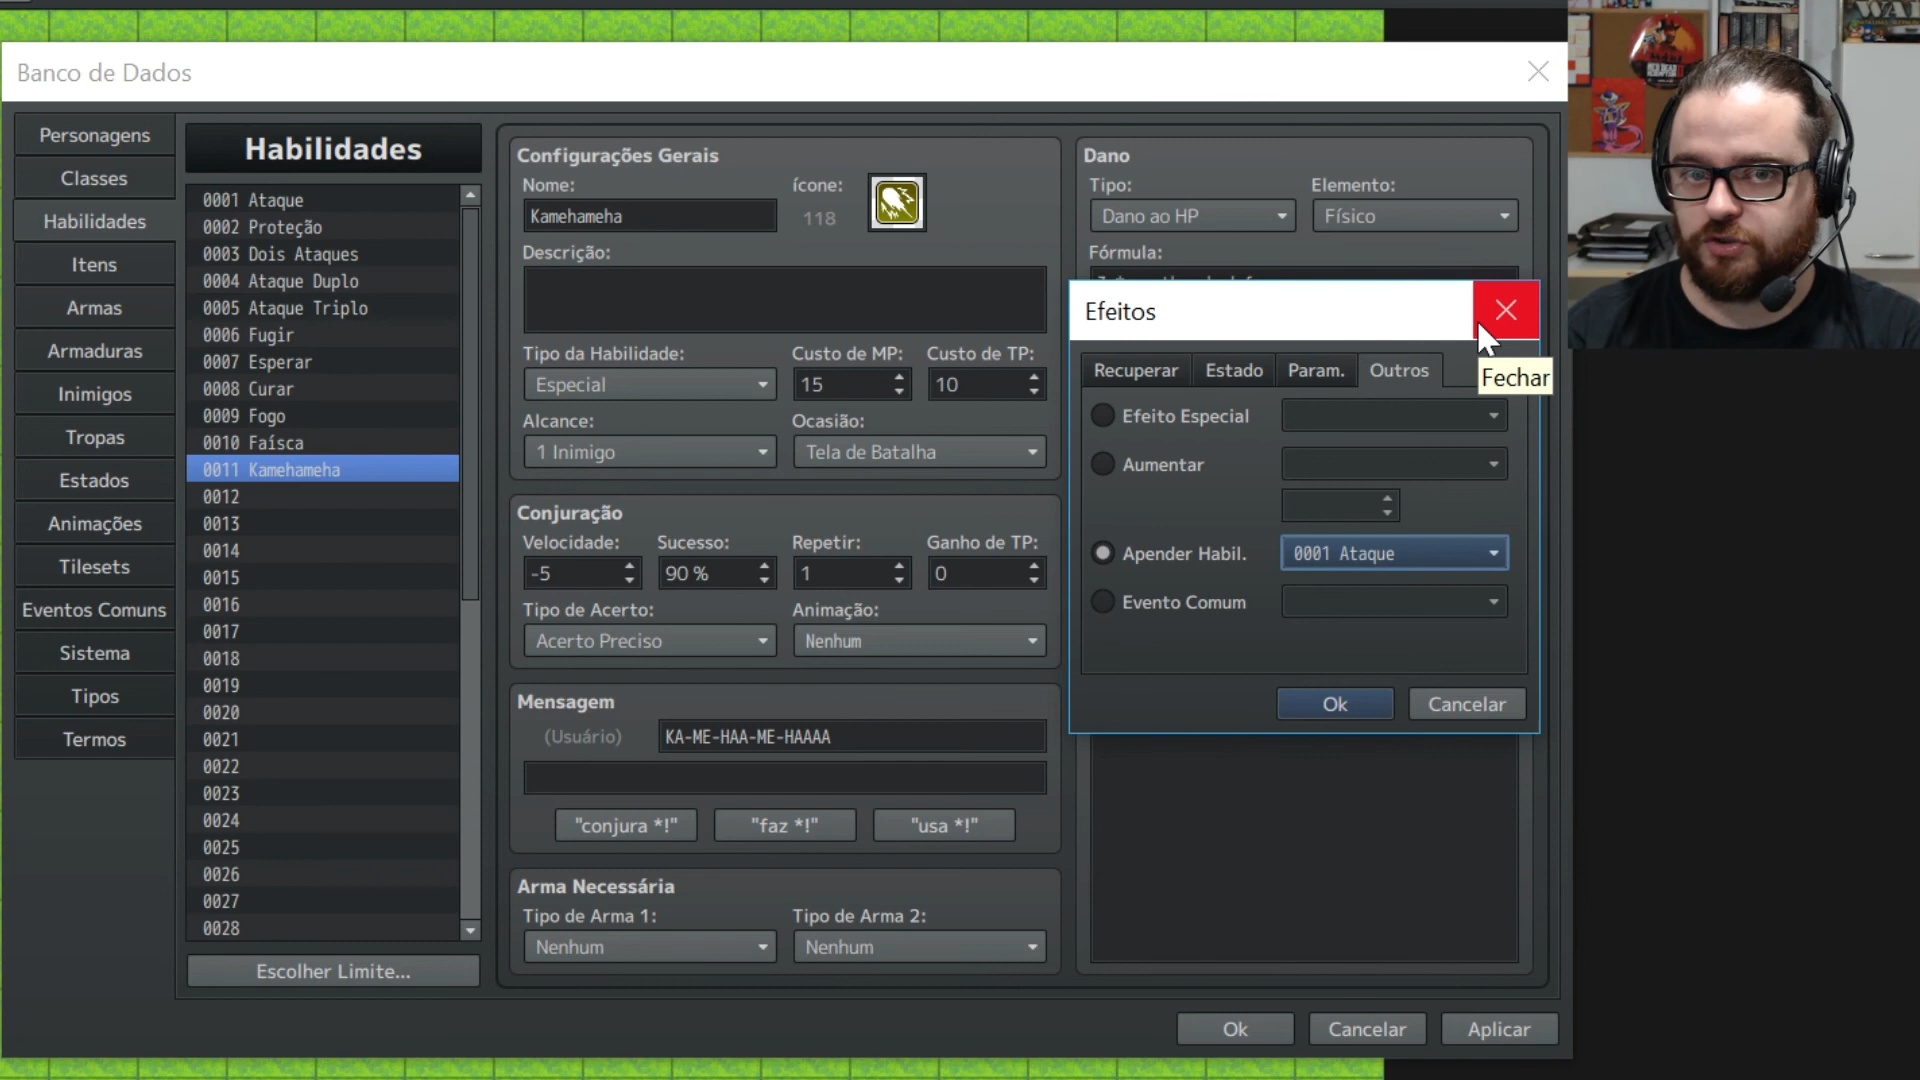 Banco de Dados
Personagens
Classes
Habilidades
Itens
Armas
Armaduras
Inimigos
Tropas
Estados
Animações
Tilesets
Eventos Comuns
Sistema
Tipos
Termos
Habilidades
0001 Ataque
0002 Proteção
0003 Dois Ataques
0004 Ataque Duplo
0005 Ataque Triplo
0006 Fugir
0007 Esperar
0008 Curar
0009 Fogo
0010 Faísca
0011 Kamehameha
0012
0013
0014
0015
0016
0017
0018
0019
0020
0021
0022
0023
0024
0025
0026
0027
0028
Escolher Limite...
Configurações Gerais
Nome: ícone:
Kamehameha 118
Descrição:
Tipo da Habilidade: Custo de MP: Custo de TP:
Especial 15 10
Alcance: Ocasião:
1 Inimigo Tela de Batalha
Conjuração
Velocidade: Sucesso: Repetir: Ganho de TP:
-5 90 % 1 0
Tipo de Acerto: Animação:
Acerto Preciso Nenhum
Mensagem
(Usuário) KA-ME-HAA-ME-HAAAA
"conjura *!" "faz *!" "usa *!"
Arma Necessária
Tipo de Arma 1: Tipo de Arma 2:
Nenhum Nenhum
Dano
Tipo: Elemento:
Dano ao HP Físico
Fórmula:
Efeitos
Fechar
Recuperar Estado Param. Outros
Efeito Especial
Aumentar
Apender Habil. 0001 Ataque
Evento Comum
Ok Cancelar
Ok Cancelar Aplicar